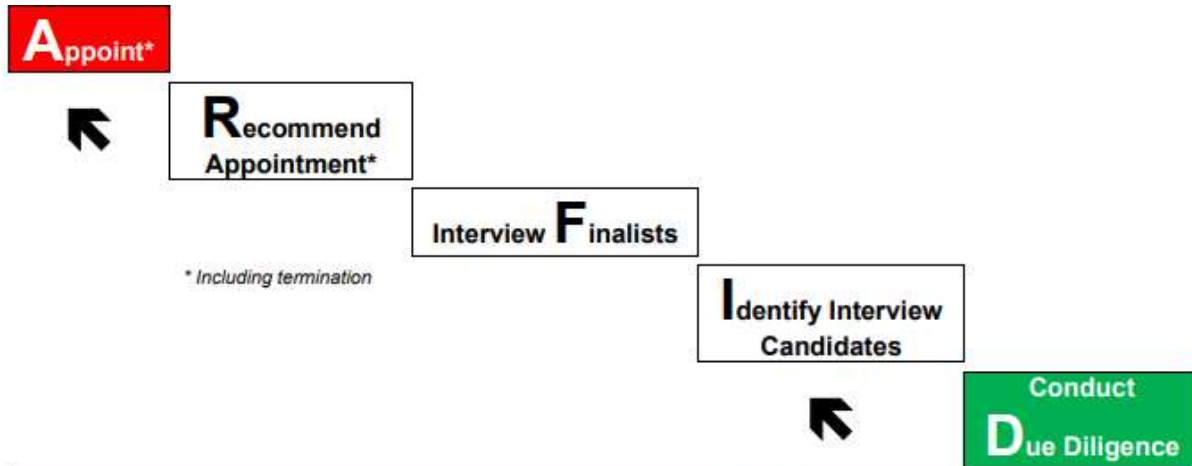 Appoint*
Recommend
Appointment*
Interview Finalists
* Including termination
Identify Interview
Candidates
Conduct
Due Diligence